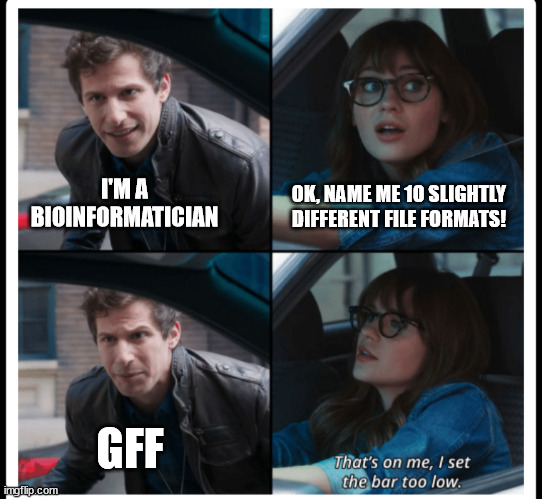 I'M A
BIOINFORMATICIAN
OK, NAME ME 10 SLIGHTLY
DIFFERENT FILE FORMATS!
GFF
That's on me, I set
the bar too low.
imgflip.com